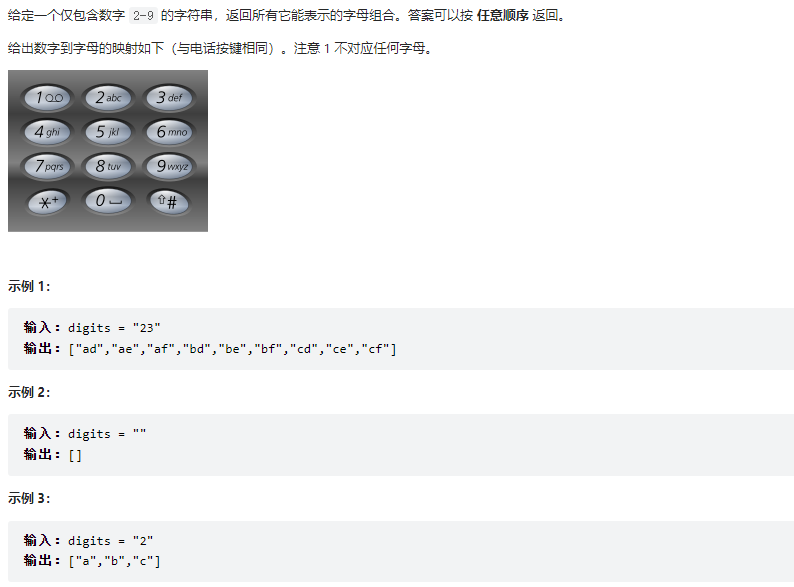 给定一个仅包含数字 2-9 的字符串，返回所有它能表示的字母组合。答案可以按 任意顺序 返回。
给出数字到字母的映射如下（与电话按键相同）。注意 1 不对应任何字母。
1 2 abc 3 def
4 ghi 5 jkl 6 mno
7 pqrs 8 tuv 9 wxyz
*+ 0 ⇧#
示例 1：
输入：digits = "23"
输出：["ad","ae","af","bd","be","bf","cd","ce","cf"]
示例 2：
输入：digits = ""
输出：[]
示例 3：
输入：digits = "2"
输出：["a","b","c"]